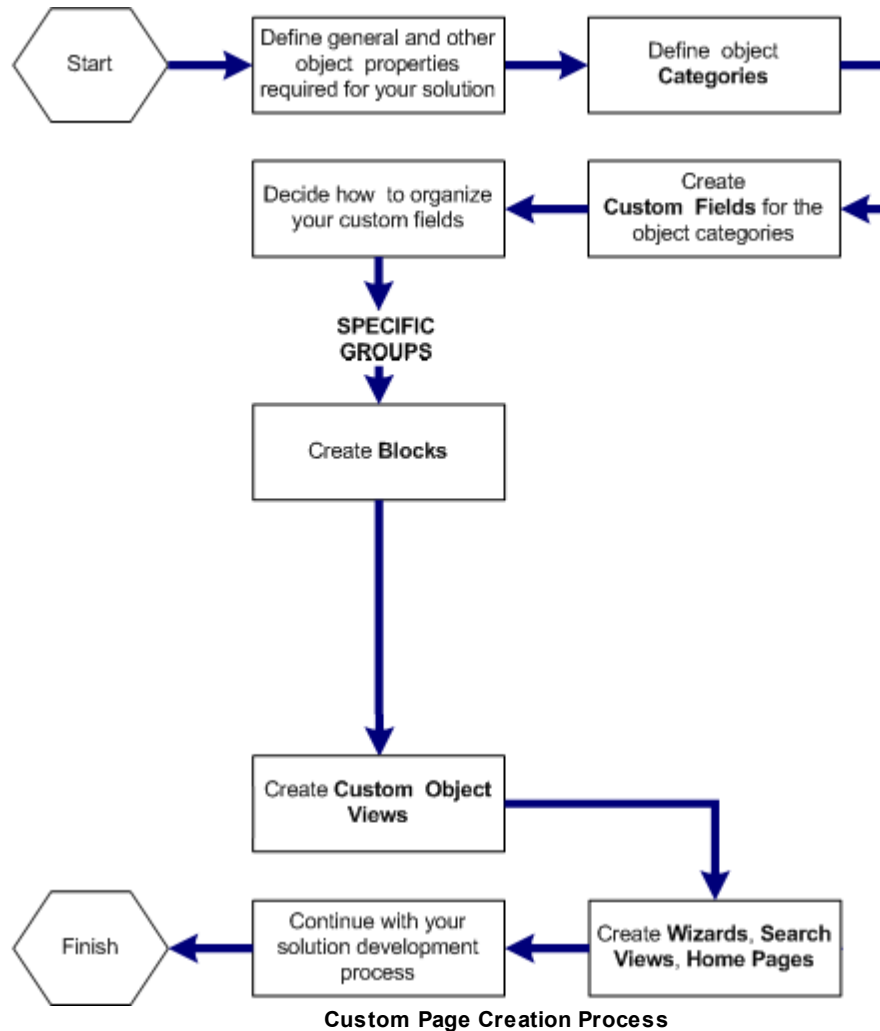 Start
Define general and other
object properties
required for your solution
Define object
Categories
Create
Custom Fields for the
object categories
Decide how to organize
your custom fields
SPECIFIC
GROUPS
Create Blocks
Create Custom Object
Views
Create Wizards, Search
Views, Home Pages
Continue with your
solution development
process
Finish
Custom Page Creation Process